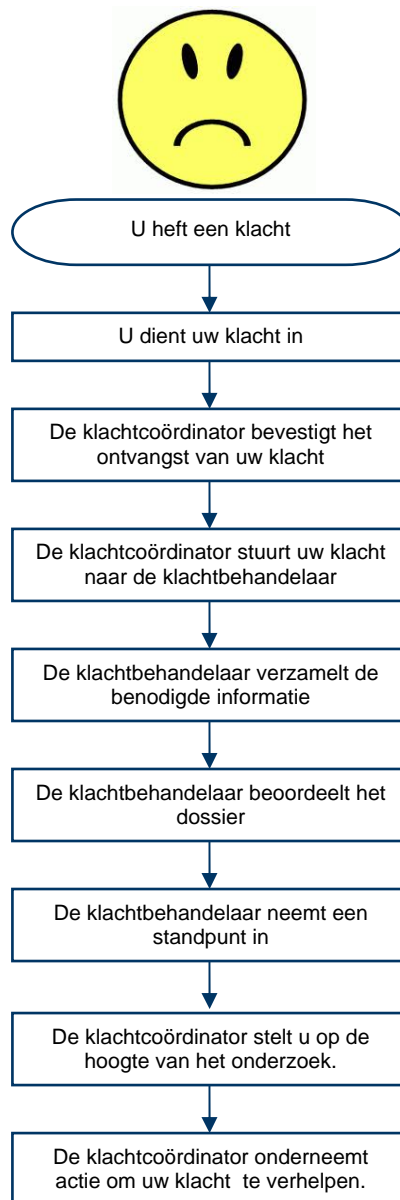 U heft een klacht
U dient uw klacht in
De klachtcoördinator bevestigt het
ontvangst van uw klacht
De klachtcoördinator stuurt uw klacht
naar de klachtbehandelaar
De klachtbehandelaar verzamelt de
benodigde informatie
De klachtbehandelaar beoordeelt het
dossier
De klachtbehandelaar neemt een
standpunt in
De klachtcoördinator stelt u op de
hoogte van het onderzoek.
De klachtcoördinator onderneemt
actie om uw klacht  te verhelpen.